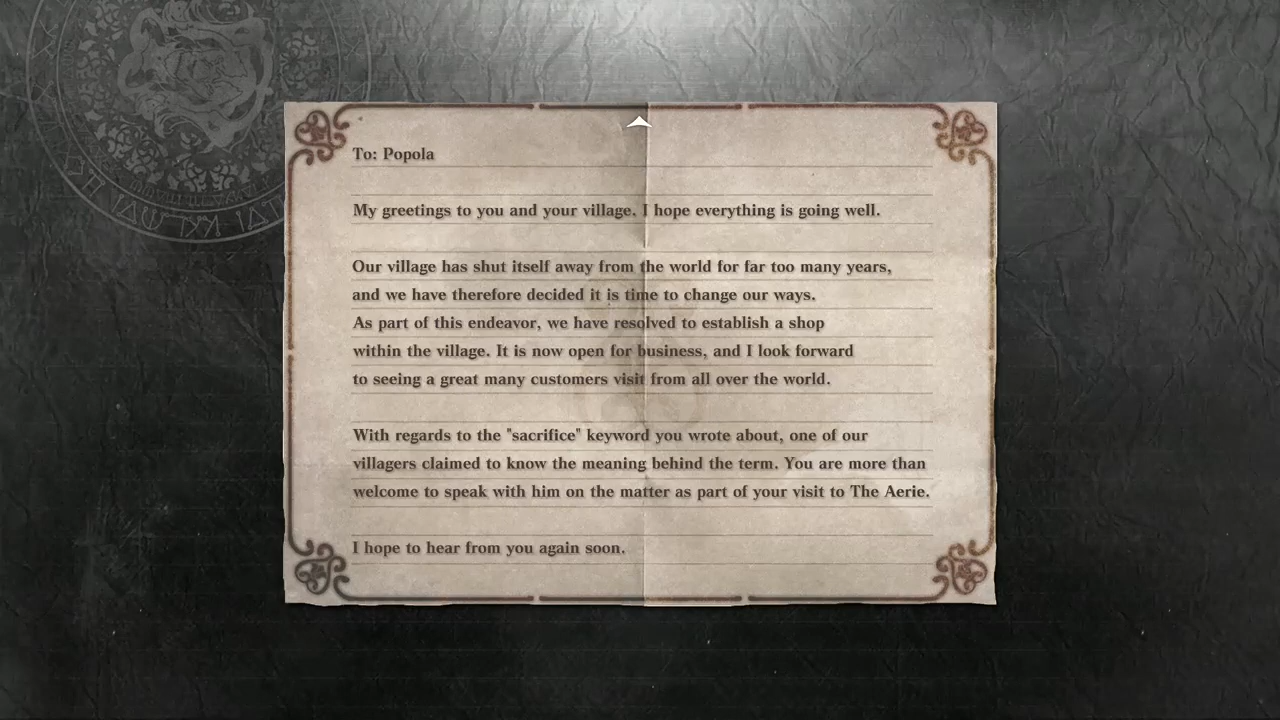 To: Popola
My greetings to you and your village. I hope everything is going well.
Our village has shut itself away from the world for far too many years,
and we have therefore decided it is time to change our ways.
As part of this endeavor, we have resolved to establish a shop
within the village. It is now open for business, and I look forward
to seeing a great many customers visit from all over the world.
With regards to the "sacrifice" keyword you wrote about, one of our
villagers claimed to know the meaning behind the term. You are more than
welcome to speak with him on the matter as part of your visit to The Aerie.
I hope to hear from you again soon.